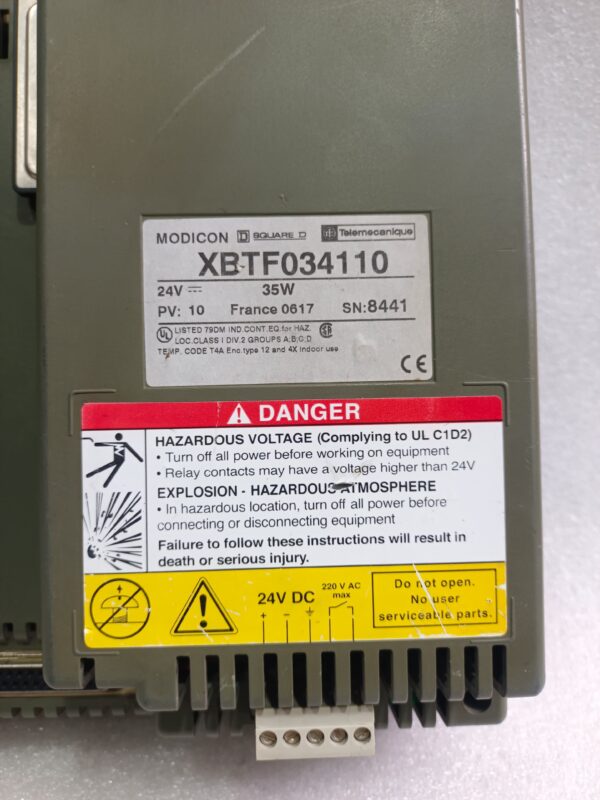 MODICON SQUARE D Telemecanique
XBTF034110
24V 35W
PV: 10 France 0617 SN:8441
UL LISTED 79DM IND.CONT.EQ.for HAZ.
LOC.CLASS I DIV.2 GROUPS A;B;C;D
TEMP. CODE T4A Enc.type 12 and 4X Indoor use
CE
DANGER
HAZARDOUS VOLTAGE (Complying to UL C1D2)
• Turn off all power before working on equipment
• Relay contacts may have a voltage higher than 24V
EXPLOSION - HAZARDOUS ATMOSPHERE
• In hazardous location, turn off all power before
connecting or disconnecting equipment
Failure to follow these instructions will result in
death or serious injury.
24V DC
+ -
220 V AC
max
Do not open.
No user
serviceable parts.